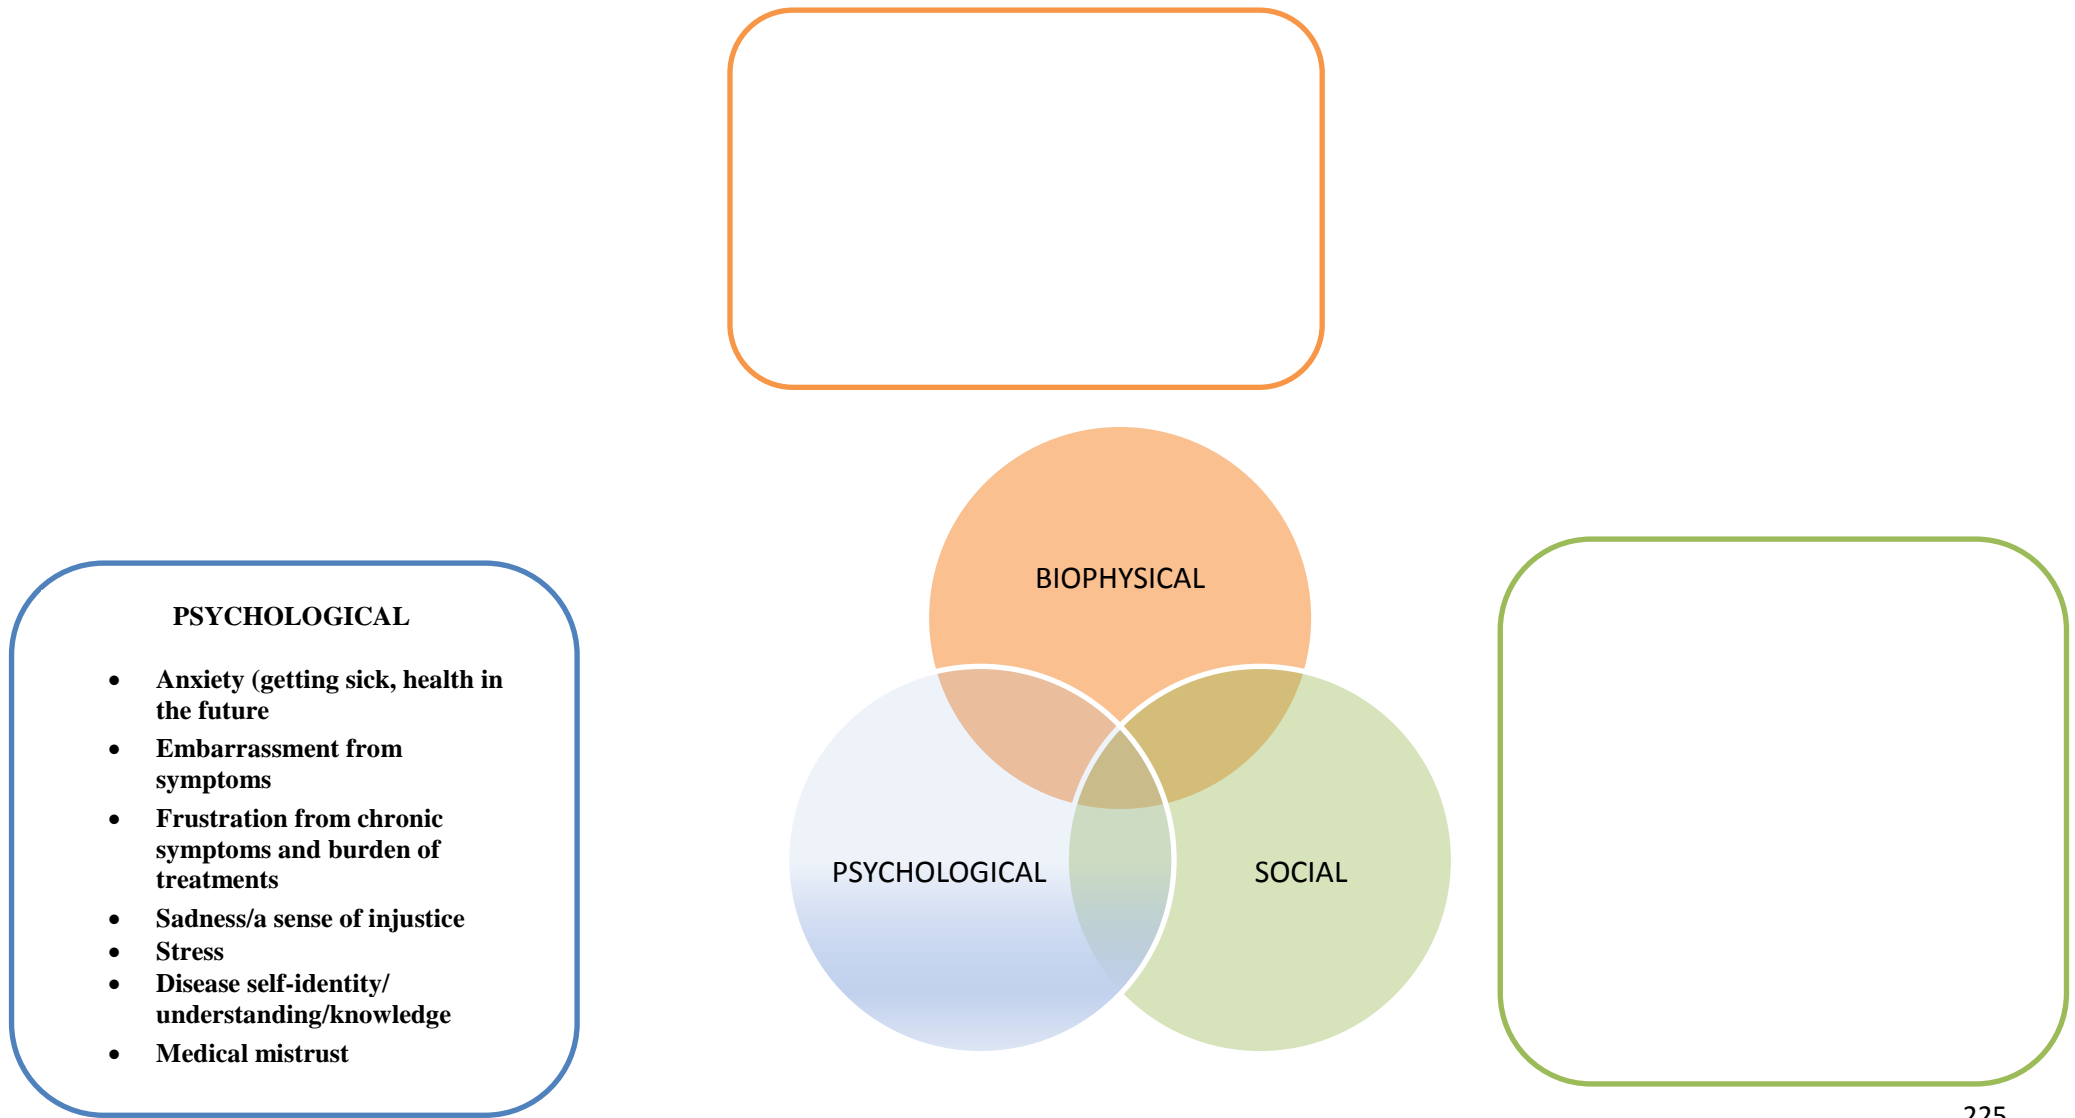 BIOPHYSICAL
PSYCHOLOGICAL
• Anxiety (getting sick, health in
the future
• Embarrassment from
symptoms
• Frustration from chronic
symptoms and burden of
treatments
• Sadness/a sense of injustice
• Stress
• Disease self-identity/
understanding/knowledge
• Medical mistrust
PSYCHOLOGICAL
SOCIAL
225